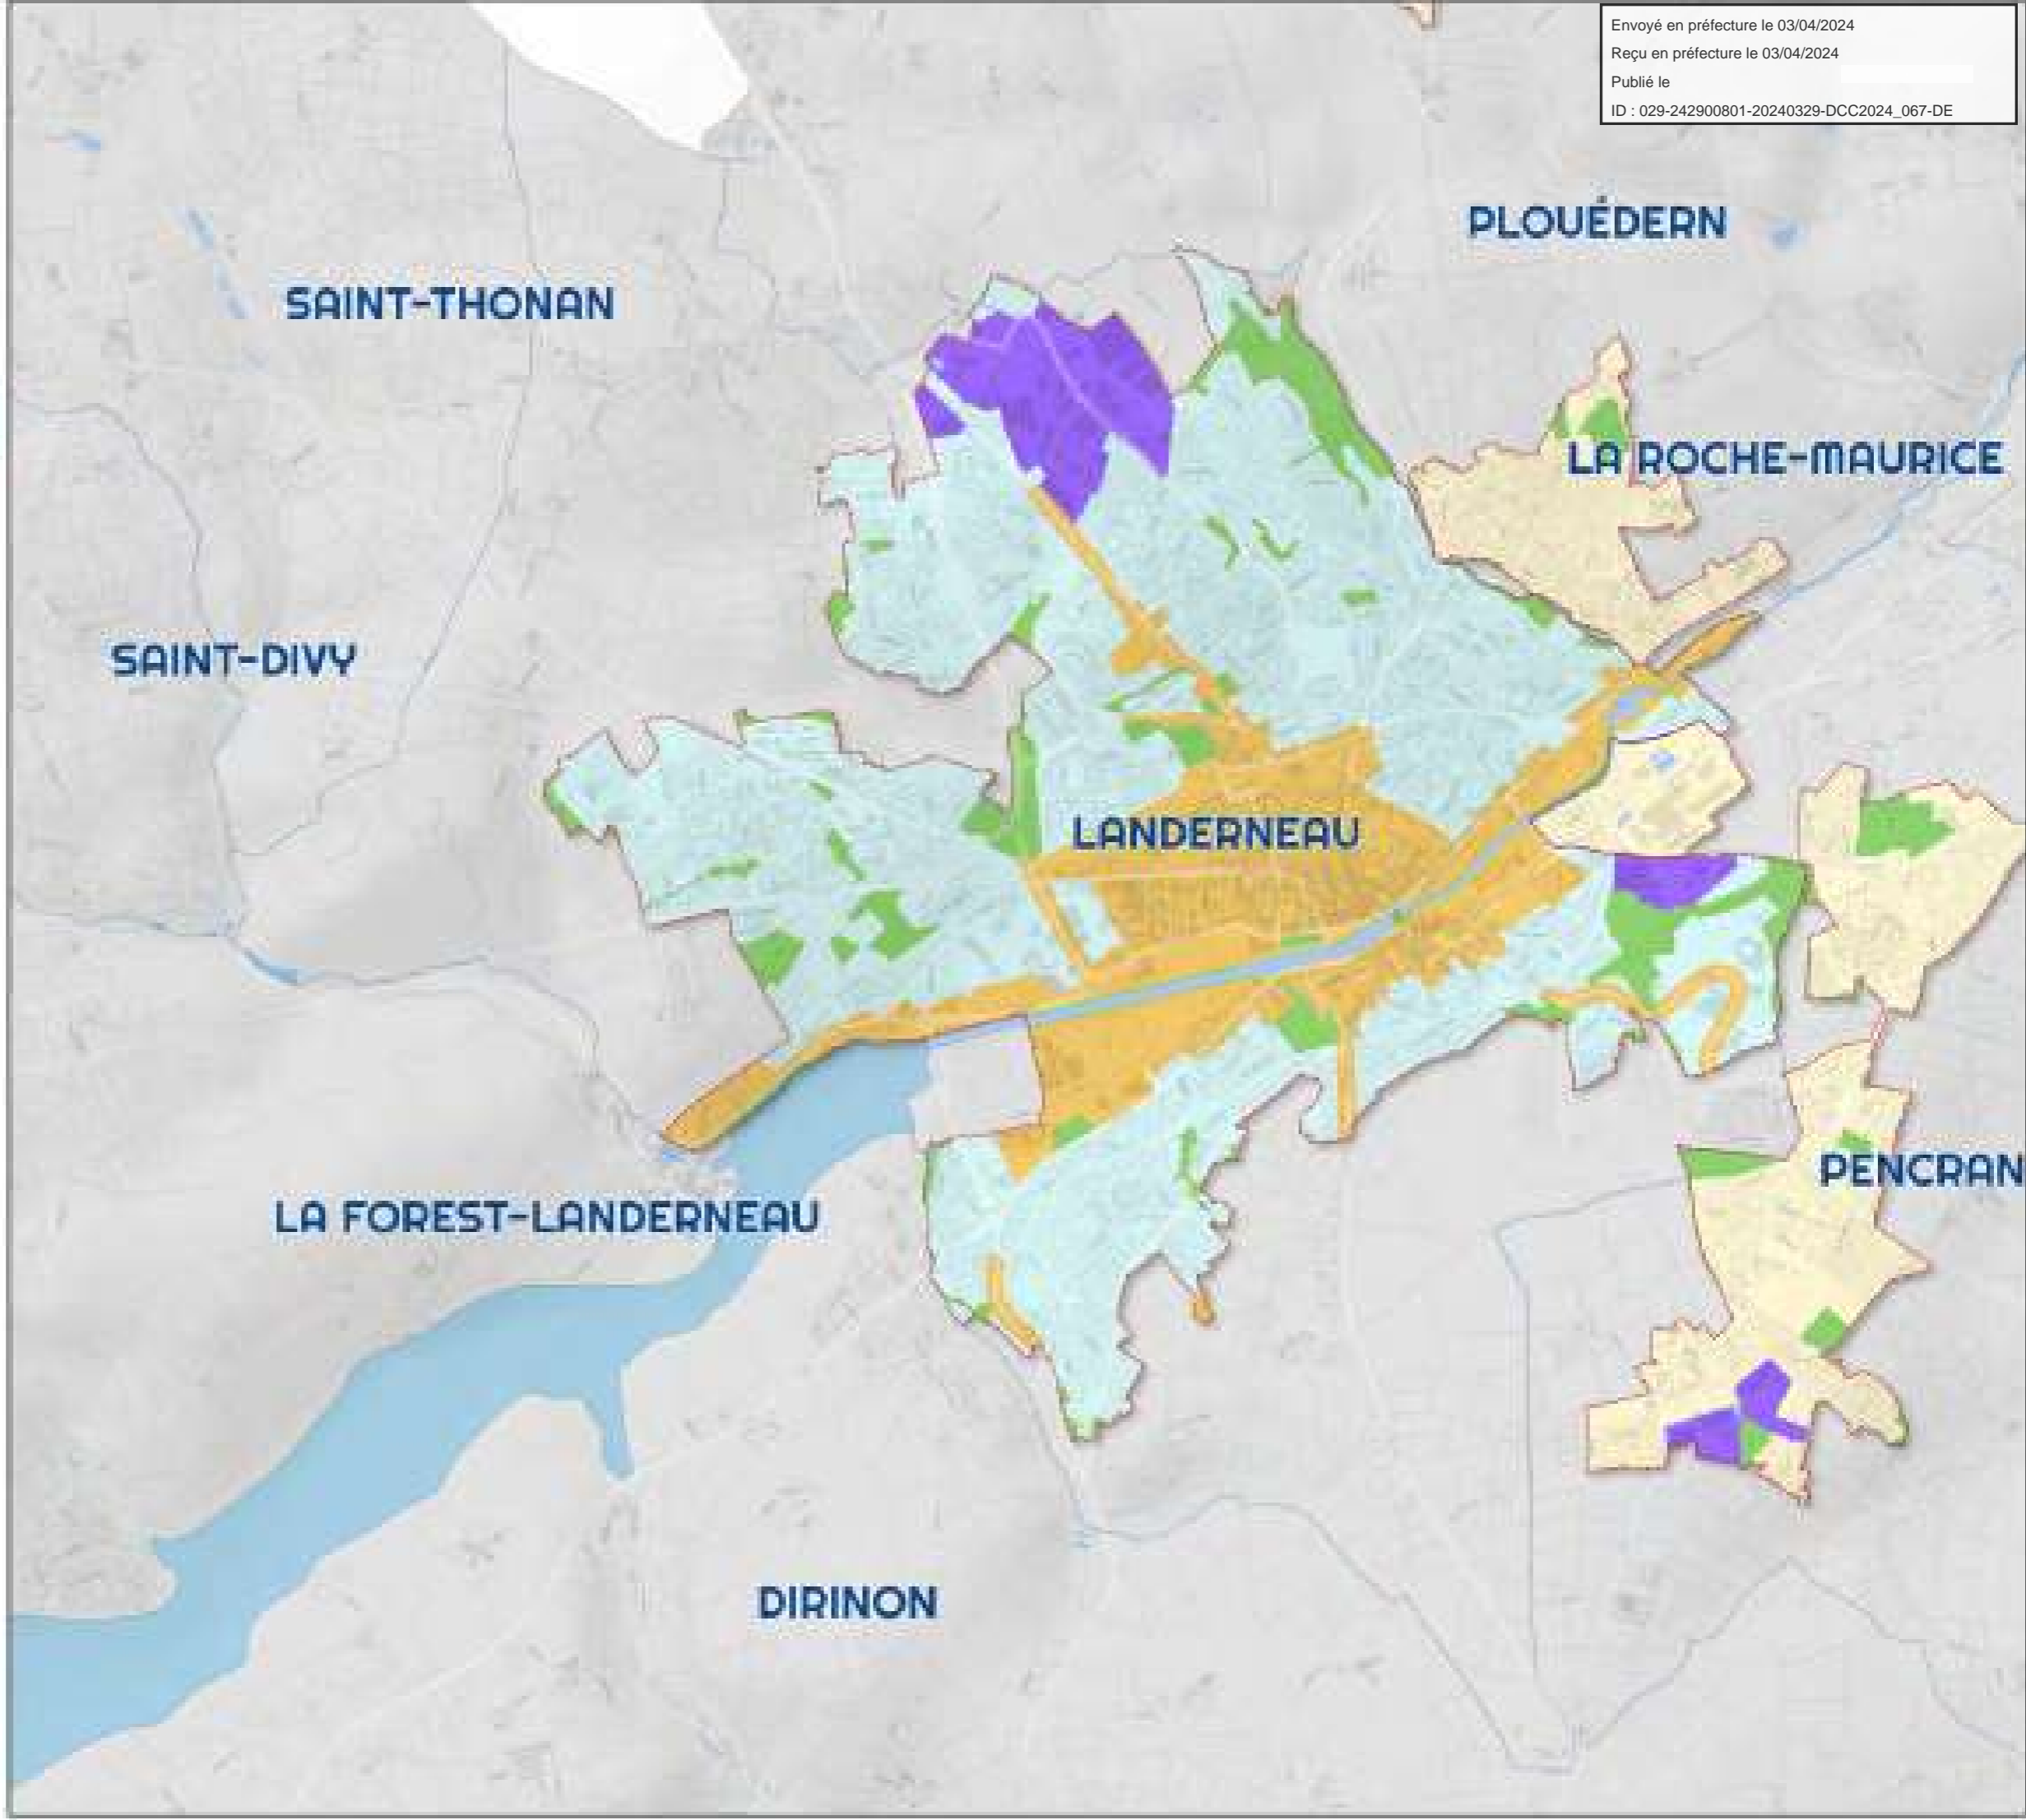 Envoyé en préfecture le 03/04/2024
Reçu en préfecture le 03/04/2024
Publié le
ID : 029-242900801-20240329-DCC2024_067-DE
PLOUÉDERN
SAINT-THONAN
LA ROCHE-MAURICE
SAINT-DIVY
LANDERNEAU
PENCRAN
LA FOREST-LANDERNEAU
DIRINON